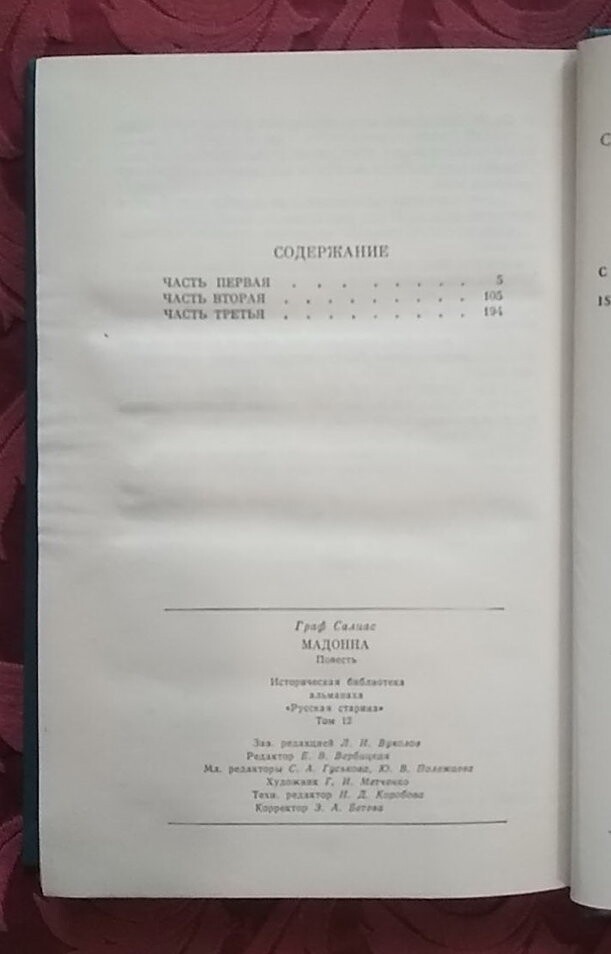 СОДЕРЖАНИЕ
ЧАСТЬ ПЕРВАЯ . . . . . . . . 5
ЧАСТЬ ВТОРАЯ . . . . . . . . . 105
ЧАСТЬ ТРЕТЬЯ . . . . . . . . . 194
Граф Салиас
МАДОННА
Повесть
Историческая библиотека
альманаха
«Русская старина»
Том 12
Зав. редакцией Л. И. Вуколов
Редактор Е. В. Вербицкая
Мл. редакторы С. А. Гуськова, Ю. В. Полежаева
Художник Г. И. Метченко
Техн. редактор И. Д. Коробова
Корректор Э. А. Бетева
С
С